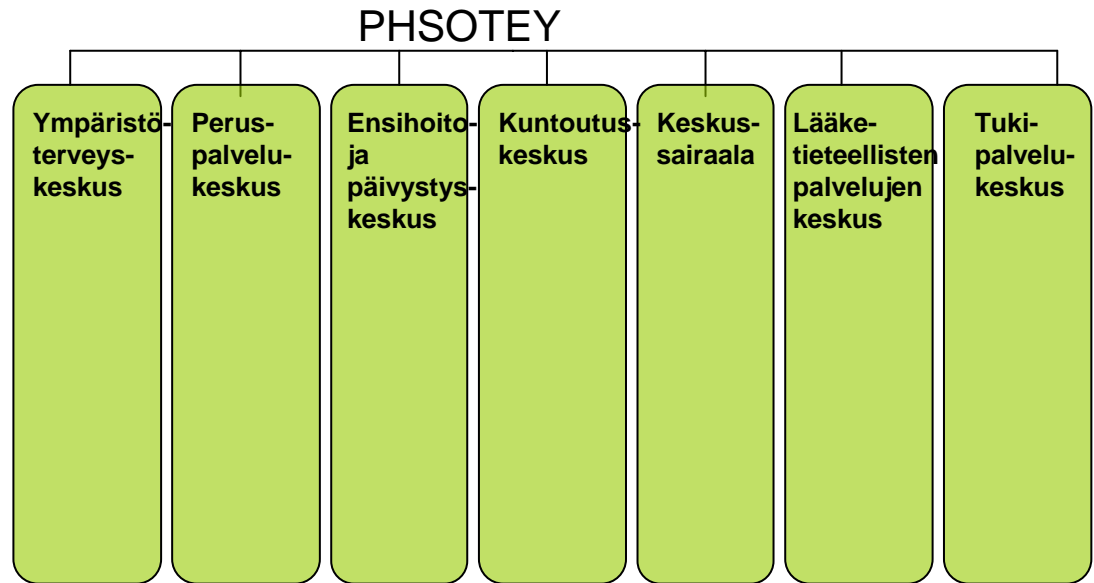 PHSOTEY
Ympäristö-
terveys-
keskus
Perus-
palvelu-
keskus
Ensihoito-
ja
päivystys-
keskus
Kuntoutus-
keskus
Keskus-
sairaala
Lääke-
tieteellisten
palvelujen
keskus
Tuki-
palvelu-
keskus